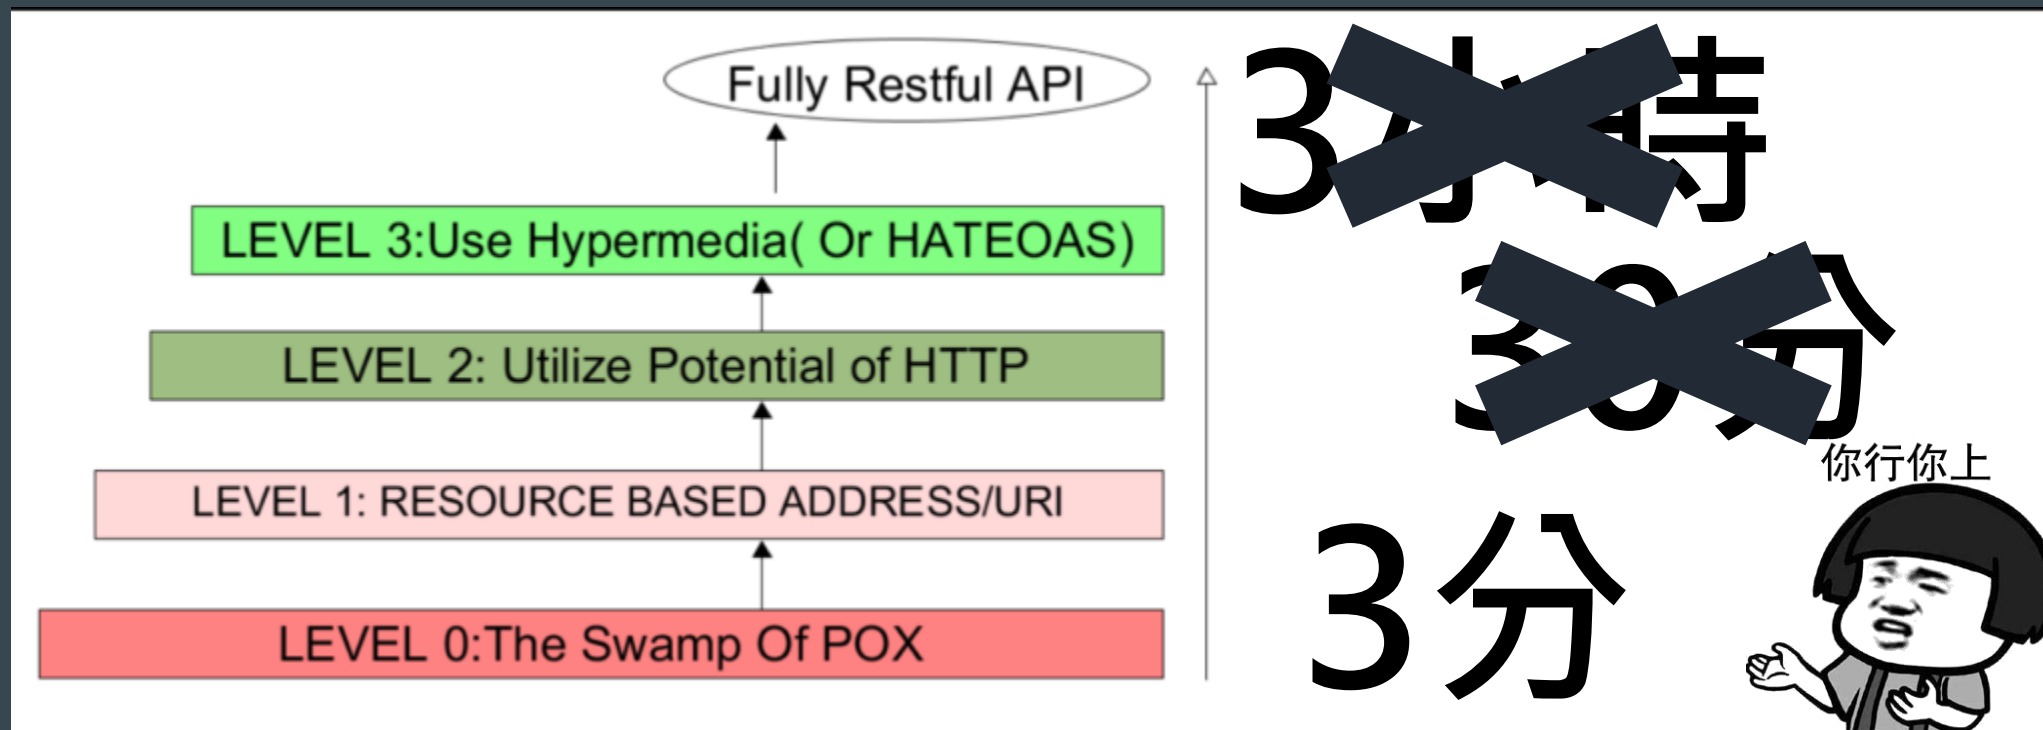 Fully Restful API
LEVEL 3:Use Hypermedia( Or HATEOAS)
LEVEL 2: Utilize Potential of HTTP
LEVEL 1: RESOURCE BASED ADDRESS/URI
LEVEL 0:The Swamp Of POX
3小時
30分
你行你上
3分